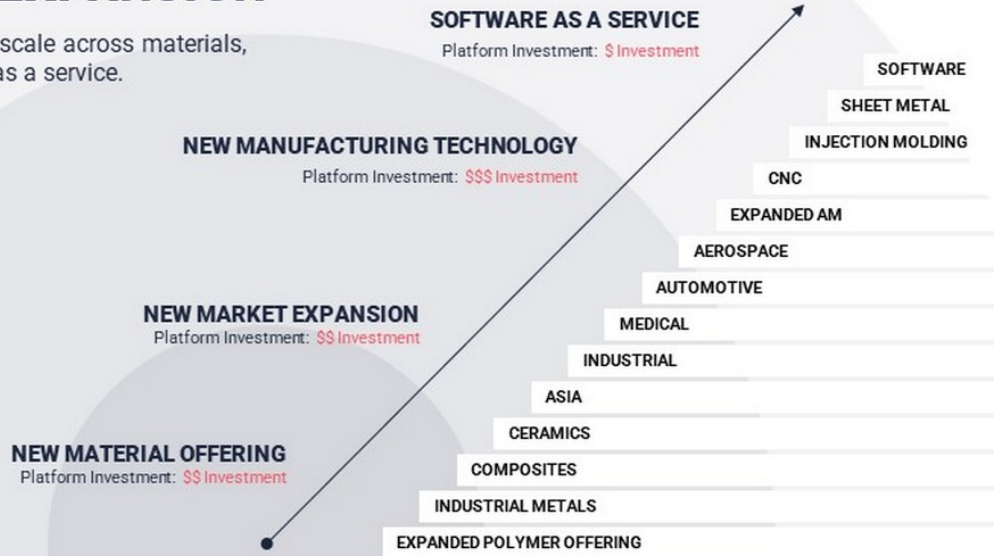 scale across materials,
as a service.
SOFTWARE AS A SERVICE
Platform Investment: $ Investment
NEW MANUFACTURING TECHNOLOGY
Platform Investment: $$$ Investment
NEW MARKET EXPANSION
Platform Investment: $$ Investment
NEW MATERIAL OFFERING
Platform Investment: $$ Investment
SOFTWARE
SHEET METAL
INJECTION MOLDING
CNC
EXPANDED AM
AEROSPACE
AUTOMOTIVE
MEDICAL
INDUSTRIAL
ASIA
CERAMICS
COMPOSITES
INDUSTRIAL METALS
EXPANDED POLYMER OFFERING